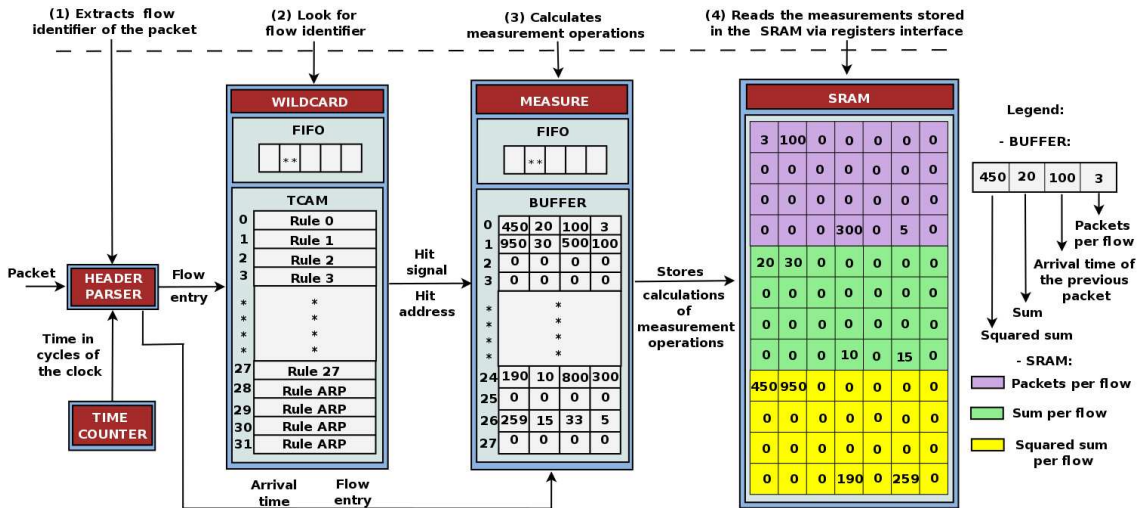 (1) Extracts flow
identifier of the packet
(2) Look for
flow identifier
(3) Calculates
measurement operations
(4) Reads the measurements stored
in the SRAM via registers interface
Packet
HEADER
PARSER
Time in
cycles of
the clock
TIME
COUNTER
Flow
entry
WILDCARD
FIFO
**
TCAM
0 Rule 0
1 Rule 1
2 Rule 2
3 Rule 3
* *
* *
* *
* *
27 Rule 27
28 Rule ARP
29 Rule ARP
30 Rule ARP
31 Rule ARP
Arrival
time
Flow
entry
Hit
signal
Hit
address
MEASURE
FIFO
**
BUFFER
0 450 20 100 3
1 950 30 500 100
2 0 0 0 0
3 0 0 0 0
* *
* *
* *
* *
24 190 10 800 300
25 0 0 0 0
26 259 15 33 5
27 0 0 0 0
Stores
calculations
of
measurement
operations
SRAM
3 100 0 0 0 0 0
0 0 0 0 0 0 0
0 0 0 0 0 0 0
0 0 0 300 0 5 0
20 30 0 0 0 0 0
0 0 0 0 0 0 0
0 0 0 0 0 0 0
0 0 0 10 0 15 0
450 950 0 0 0 0 0
0 0 0 0 0 0 0
0 0 0 0 0 0 0
0 0 0 190 0 259 0
Legend:
- BUFFER:
450 20 100 3
Packets
per flow
Arrival time of
the previous
packet
Sum
Squared sum
- SRAM:
Packets per flow
Sum per flow
Squared sum
per flow